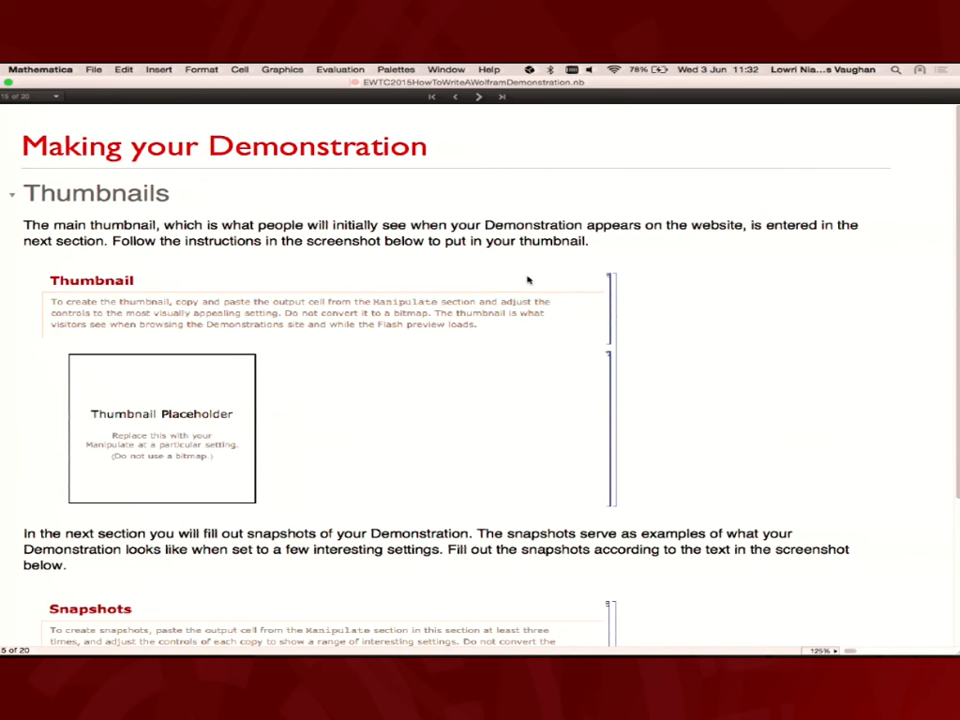 Mathematica File Edit Insert Format Cell Graphics Evaluation Palettes Window Help 78% Wed 3 Jun 11:32 Lowri Nia...s Vaughan
EWTC2015HowToWriteAWolframDemonstration.nb
15 of 20
Making your Demonstration
Thumbnails
The main thumbnail, which is what people will initially see when your Demonstration appears on the website, is entered in the
next section. Follow the instructions in the screenshot below to put in your thumbnail.
Thumbnail
To create the thumbnail, copy and paste the output cell from the Manipulate section and adjust the
controls to the most visually appealing setting. Do not convert it to a bitmap. The thumbnail is what
visitors see when browsing the Demonstrations site and while the Flash preview loads.
Thumbnail Placeholder
Replace this with your
Manipulate at a particular setting.
(Do not use a bitmap.)
In the next section you will fill out snapshots of your Demonstration. The snapshots serve as examples of what your
Demonstration looks like when set to a few interesting settings. Fill out the snapshots according to the text in the screenshot
below.
Snapshots
To create snapshots, paste the output cell from the Manipulate section in this section at least three
times, and adjust the controls of each copy to show a range of interesting settings. Do not convert the
5 of 20 125%